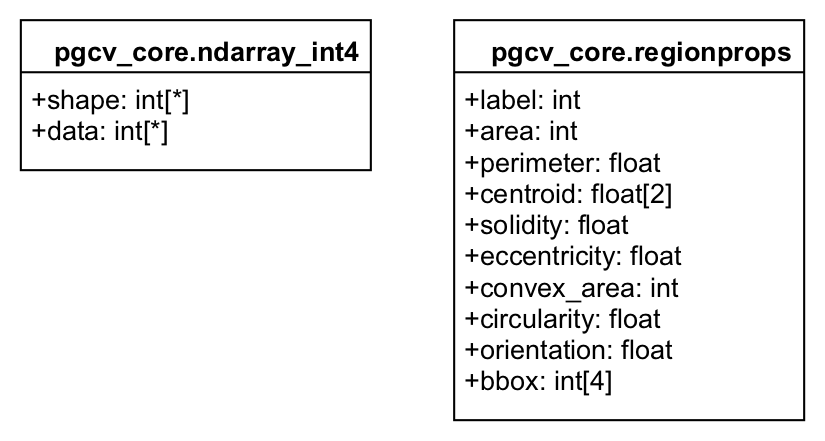 pgcv_core.ndarray_int4
+shape: int[*]
+data: int[*]
pgcv_core.regionprops
+label: int
+area: int
+perimeter: float
+centroid: float[2]
+solidity: float
+eccentricity: float
+convex_area: int
+circularity: float
+orientation: float
+bbox: int[4]